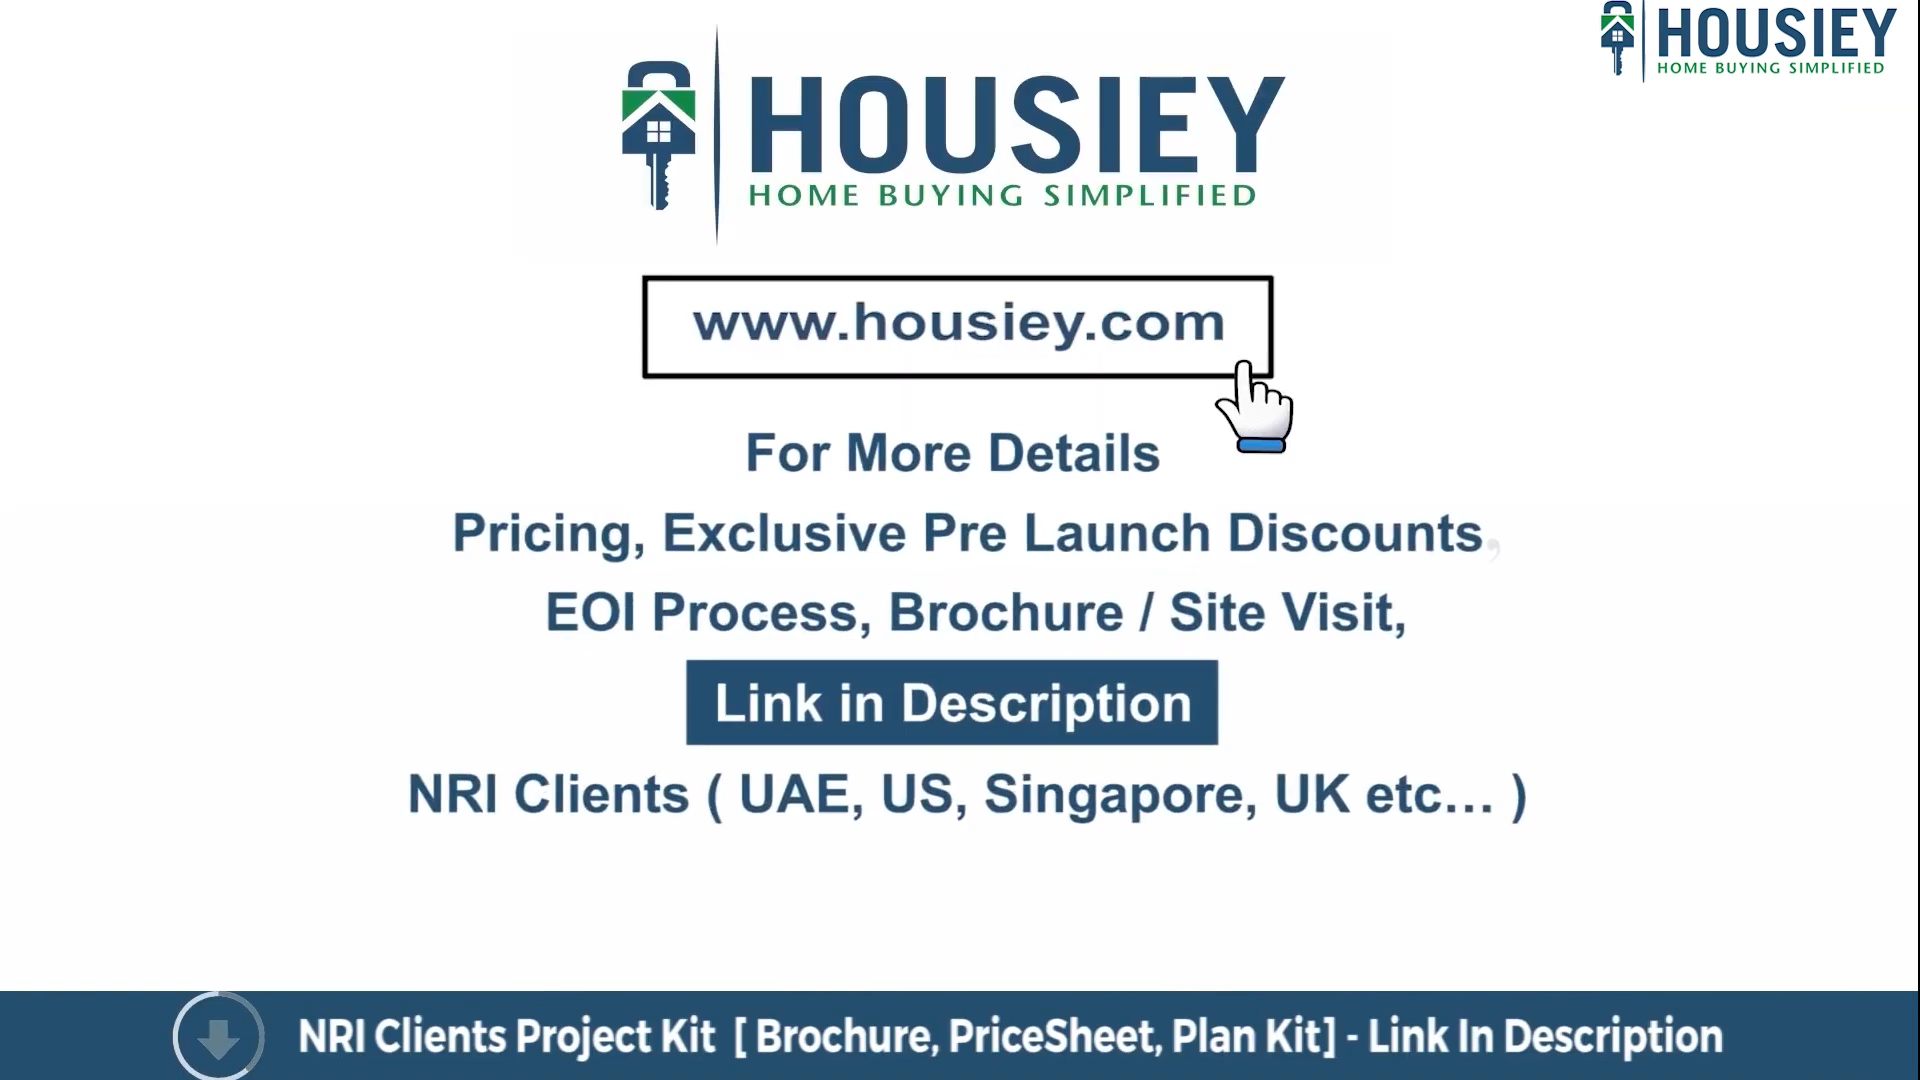 HOUSIEY
HOME BUYING SIMPLIFIED
HOUSIEY
HOME BUYING SIMPLIFIED
www.housiey.com
For More Details
Pricing, Exclusive Pre Launch Discounts,
EOI Process, Brochure / Site Visit,
Link in Description
NRI Clients ( UAE, US, Singapore, UK etc... )
NRI Clients Project Kit [ Brochure, PriceSheet, Plan Kit] - Link In Description